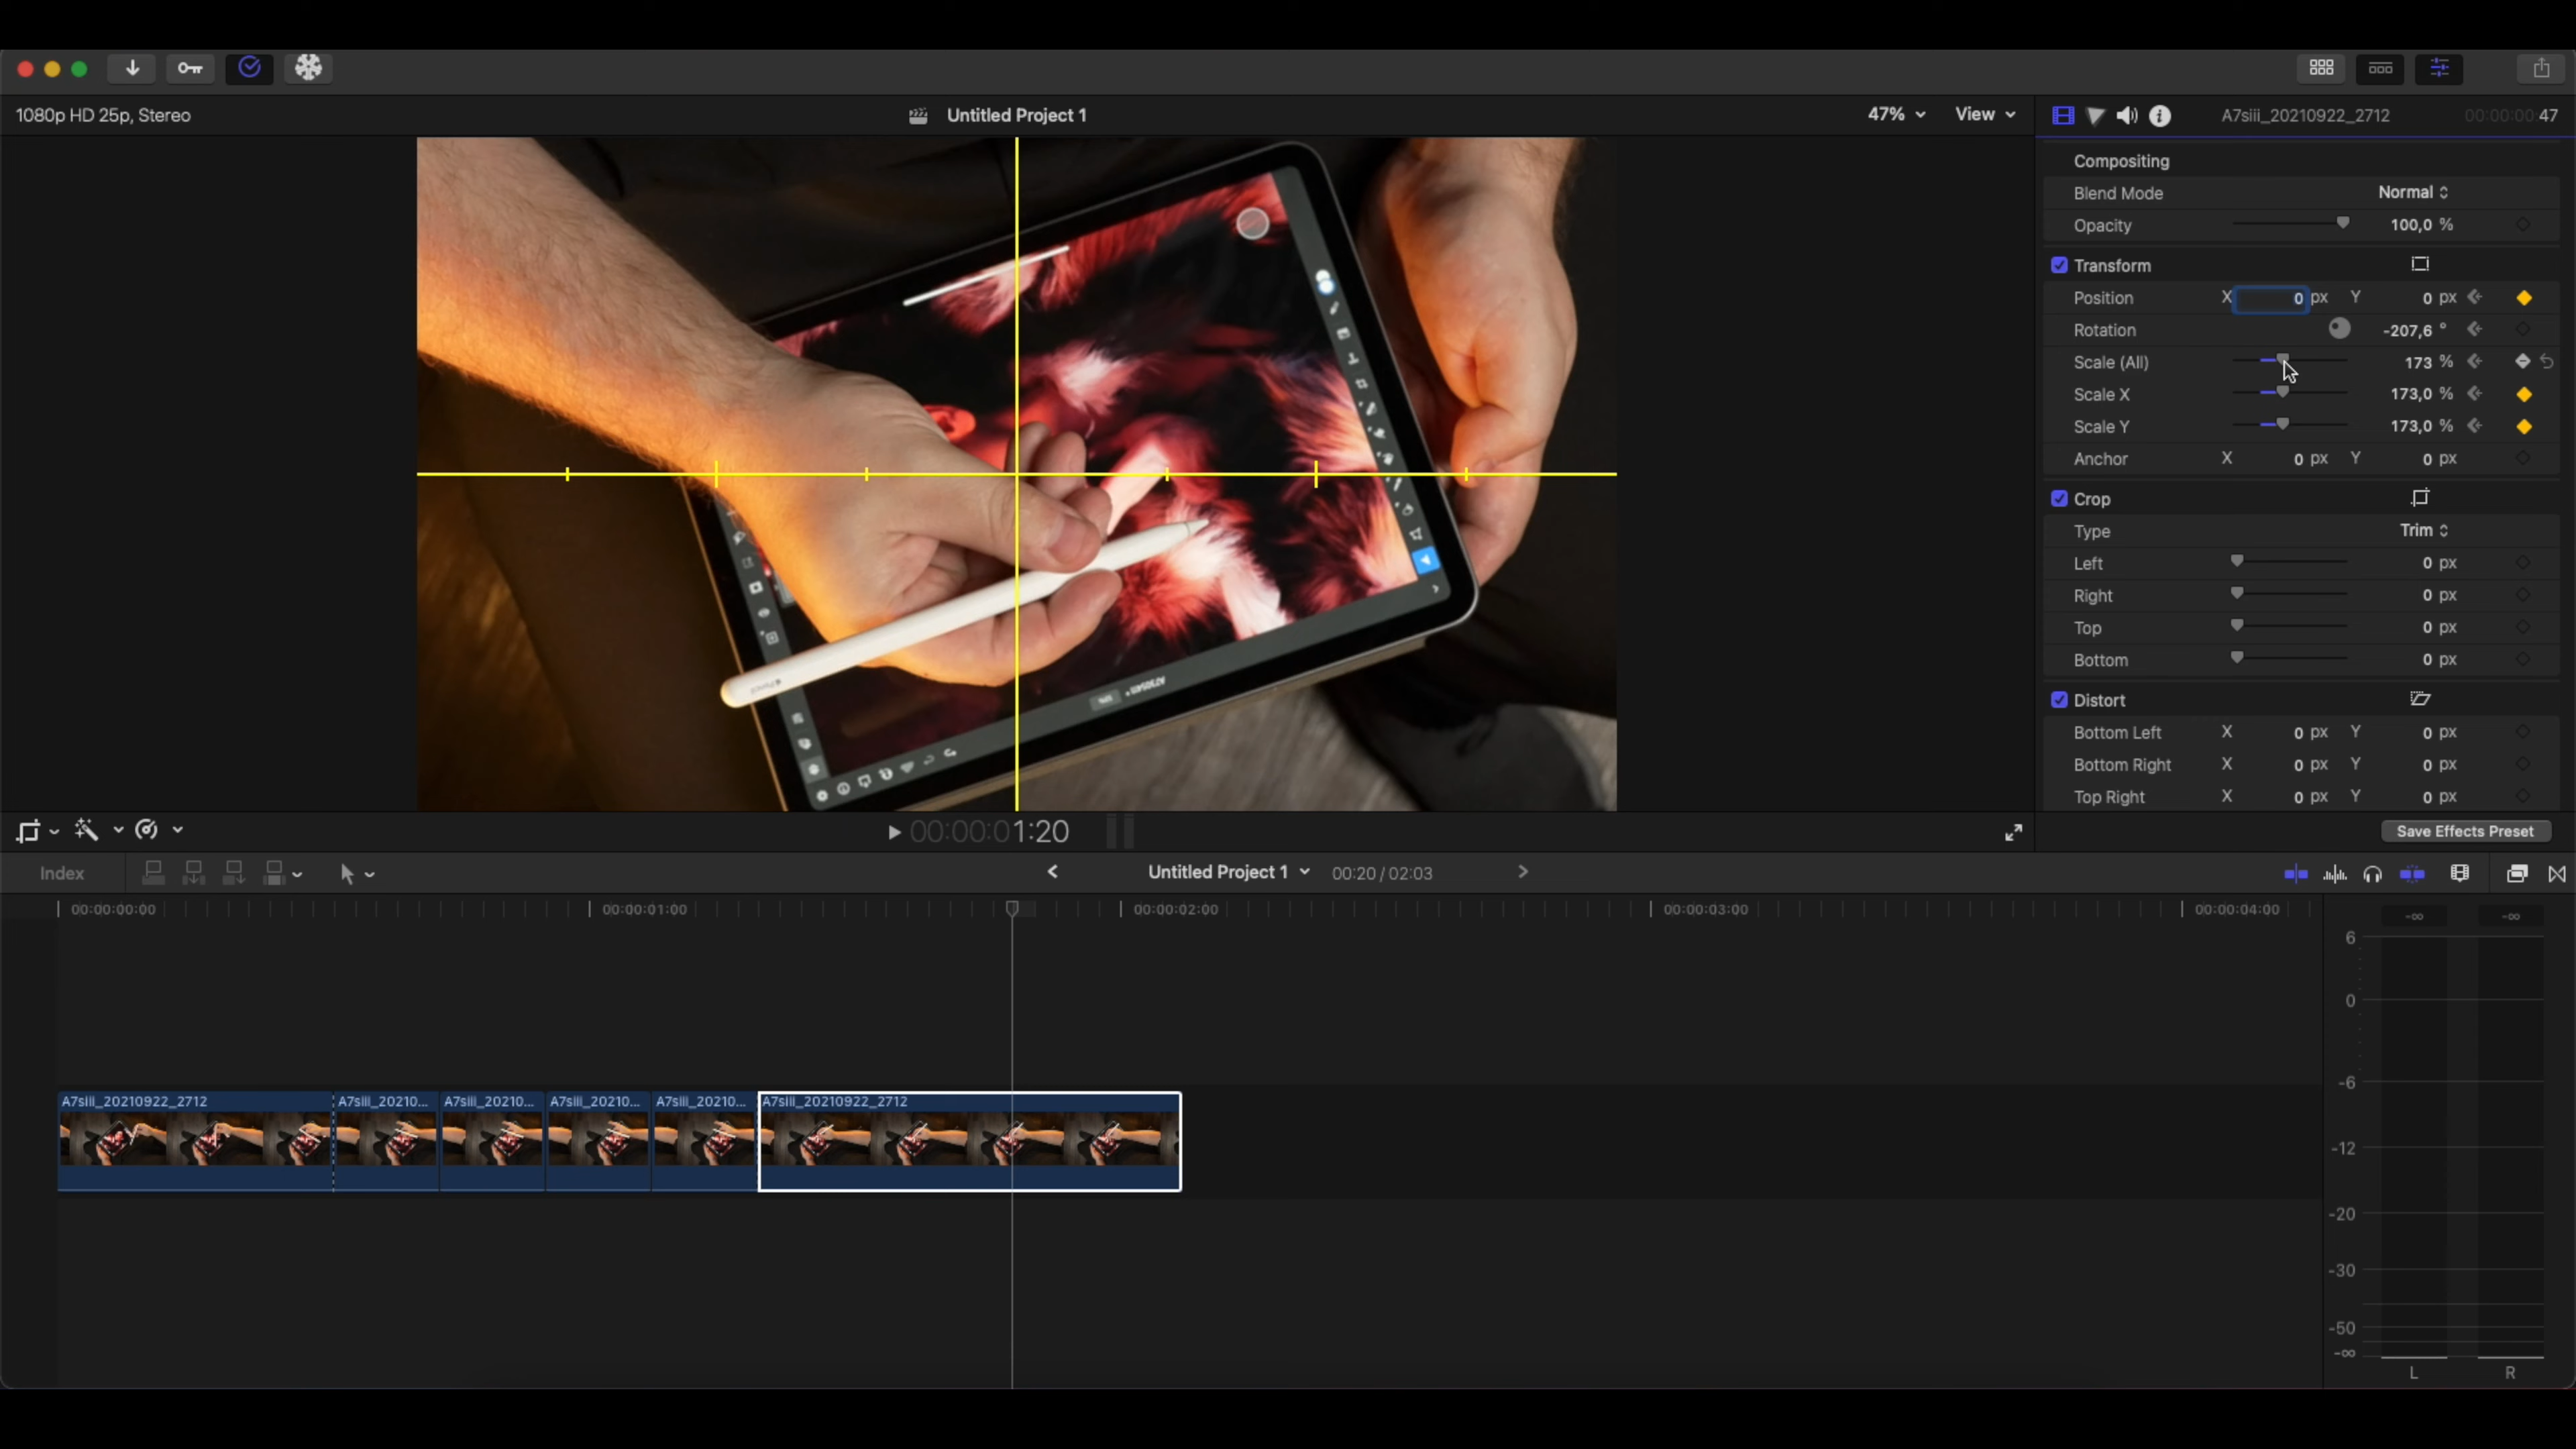 1080p HD 25p, Stereo
Untitled Project 1
47%
View
A7siii_20210922_2712
00:00:00:00 47
Compositing
Blend Mode Normal
Opacity 100,0 %
Transform
Position X 0 px Y 0 px
Rotation -207,6 °
Scale (All) 173 %
Scale X 173,0 %
Scale Y 173,0 %
Anchor X 0 px Y 0 px
Crop
Type Trim
Left 0 px
Right 0 px
Top 0 px
Bottom 0 px
Distort
Bottom Left X 0 px Y 0 px
Bottom Right X 0 px Y 0 px
Top Right X 0 px Y 0 px
00:00:01:20
Save Effects Preset
Index
Untitled Project 1
00:20 / 02:03
00:00:00:00
00:00:01:00
00:00:02:00
00:00:03:00
00:00:04:00
-∞ -∞
6
0
-6
-12
-20
-30
-50
-∞
L R
A7siii_20210922_2712
A7siii_20210...
A7siii_20210...
A7siii_20210...
A7siii_20210...
A7siii_20210922_2712